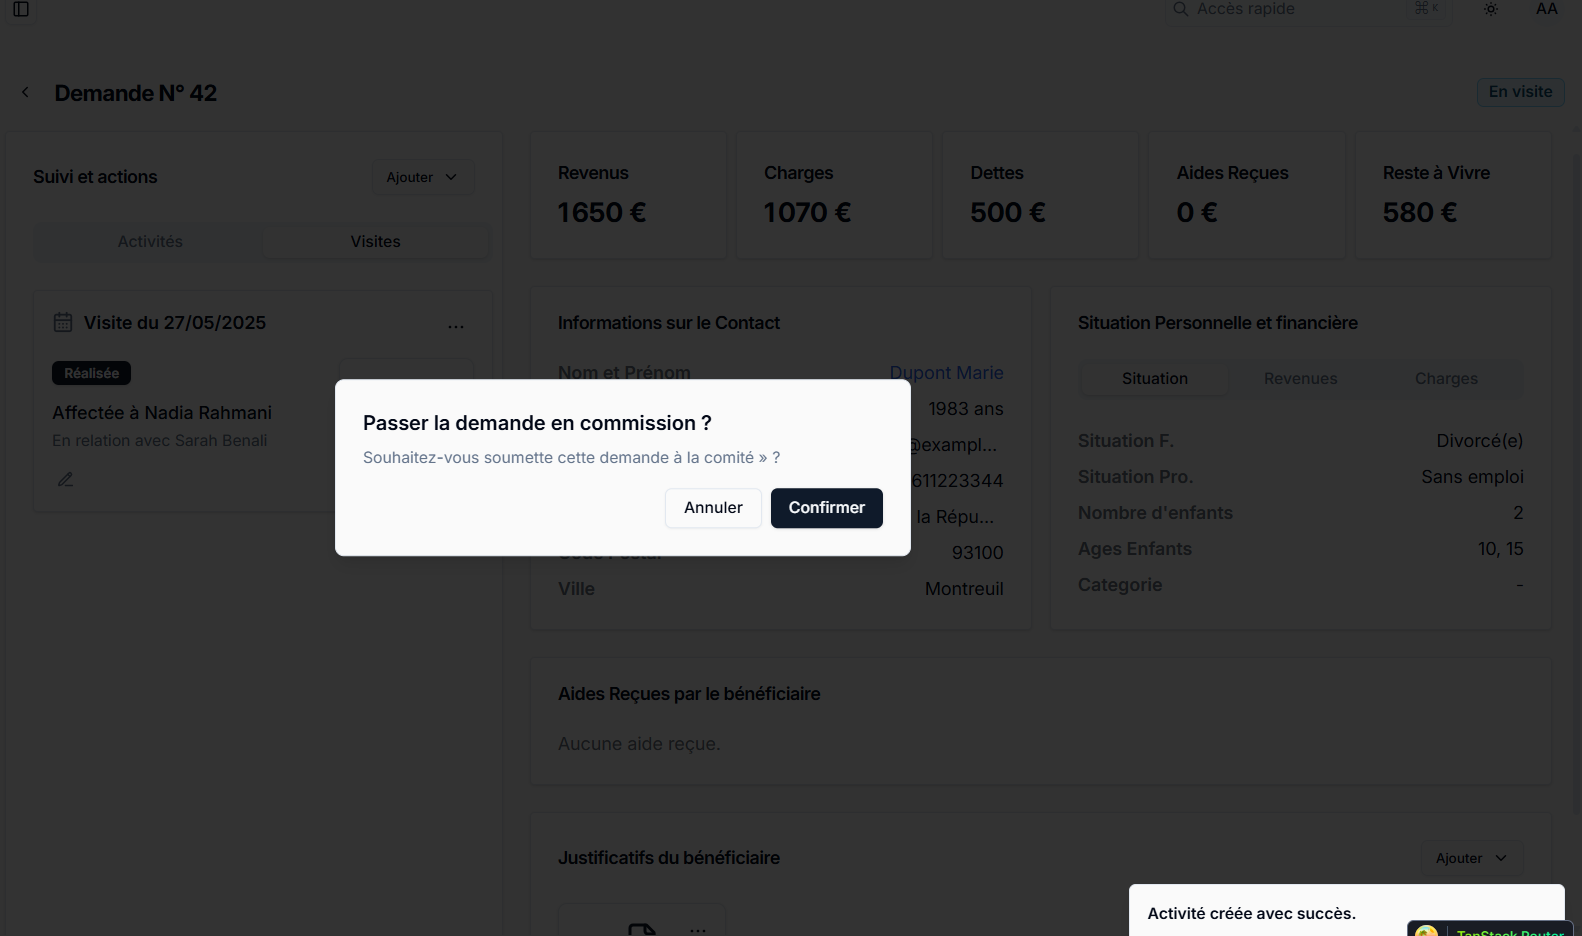 Accès rapide
⌘ K
AA
Demande N° 42
En visite
Suivi et actions
Ajouter
Activités
Visites
Visite du 27/05/2025
...
Réalisée
Affectée à Nadia Rahmani
En relation avec Sarah Benali
Revenus
1650 €
Charges
1070 €
Dettes
500 €
Aides Reçues
0 €
Reste à Vivre
580 €
Informations sur le Contact
Nom et Prénom
Dupont Marie
1983 ans
@exampl...
611223344
la Répu...
93100
Ville
Montreuil
Situation Personnelle et financière
Situation
Revenues
Charges
Situation F.
Divorcé(e)
Situation Pro.
Sans emploi
Nombre d'enfants
2
Ages Enfants
10, 15
Categorie
-
Passer la demande en commission ?
Souhaitez-vous soumette cette demande à la comité » ?
Annuler
Confirmer
Aides Reçues par le bénéficiaire
Aucune aide reçue.
Justificatifs du bénéficiaire
Ajouter
...
Activité créée avec succès.
TanStack Router